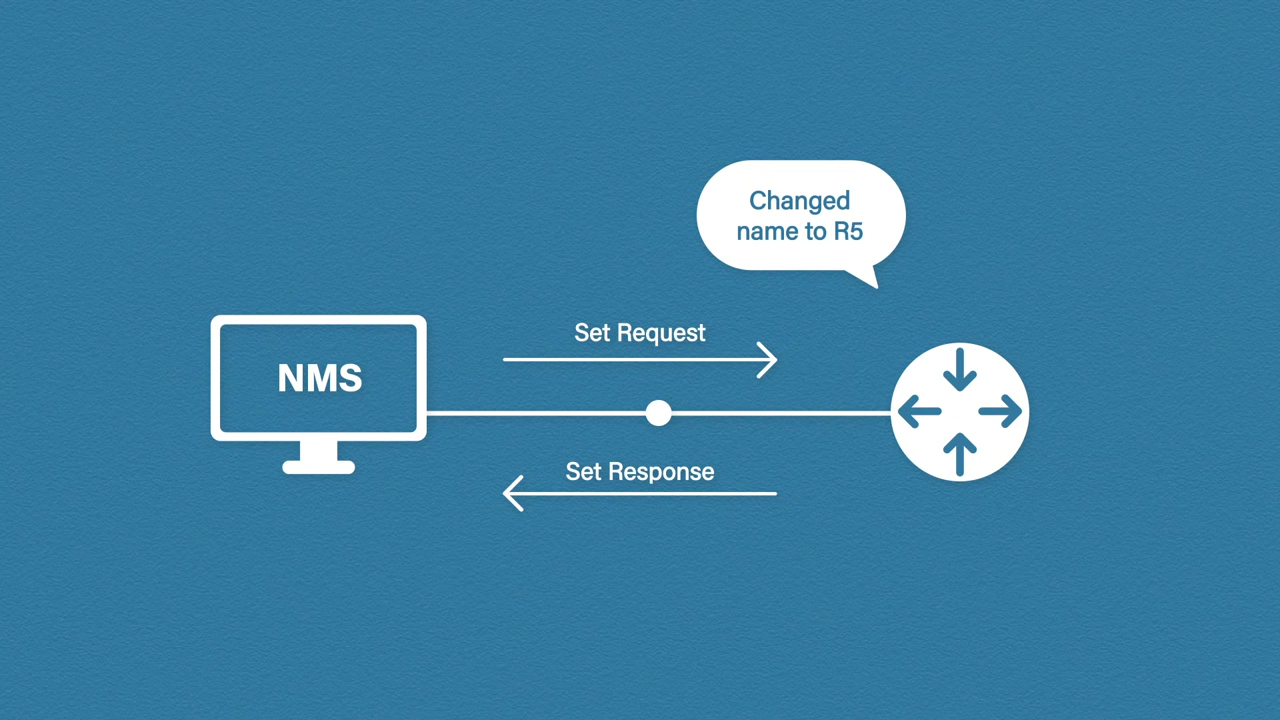 Changed
name to R5
Set Request
NMS
Set Response